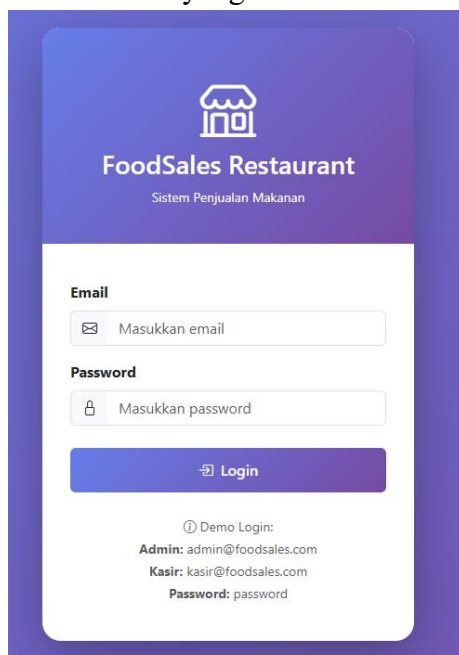 FoodSales Restaurant
Sistem Penjualan Makanan
Email
Masukkan email
Password
Masukkan password
Login
Demo Login:
Admin: admin@foodsales.com
Kasir: kasir@foodsales.com
Password: password